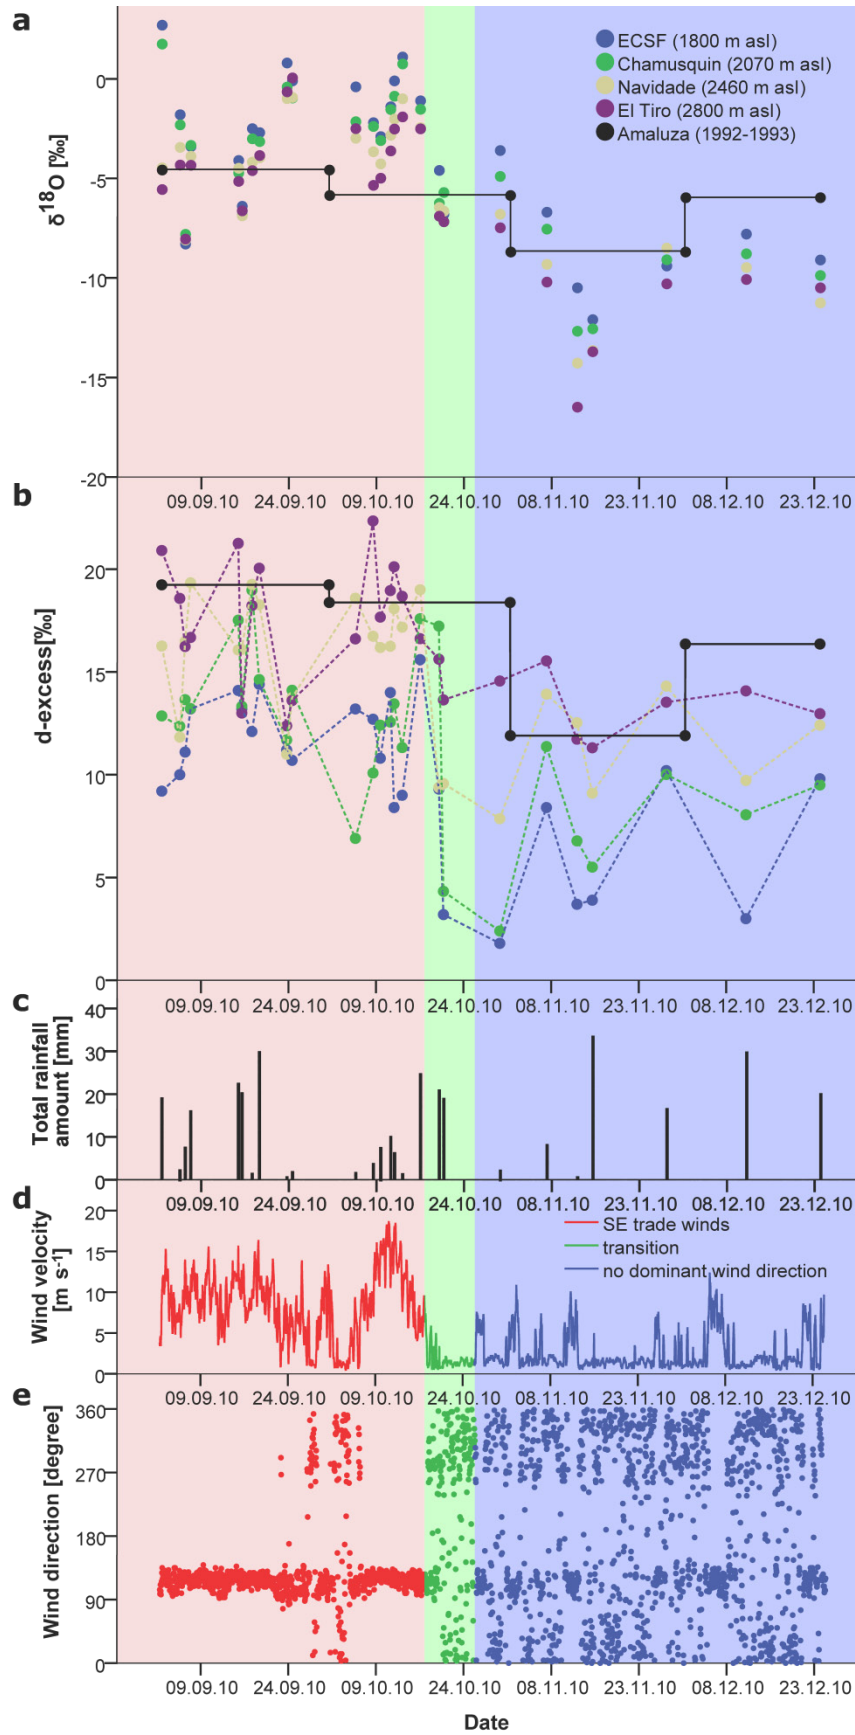 a
ECSF (1800 m asl)
Chamusquin (2070 m asl)
Navidade (2460 m asl)
El Tiro (2800 m asl)
Amaluza (1992-1993)
δ18O [‰]
0
-5
-10
-15
-20
09.09.10 24.09.10 09.10.10 24.10.10 08.11.10 23.11.10 08.12.10 23.12.10
b
d-excess[‰]
20
15
10
5
0
09.09.10 24.09.10 09.10.10 24.10.10 08.11.10 23.11.10 08.12.10 23.12.10
c
Total rainfall
amount [mm]
40
30
20
10
0
09.09.10 24.09.10 09.10.10 24.10.10 08.11.10 23.11.10 08.12.10 23.12.10
d
SE trade winds
transition
no dominant wind direction
Wind velocity
[m s-1]
20
15
10
5
0
09.09.10 24.09.10 09.10.10 24.10.10 08.11.10 23.11.10 08.12.10 23.12.10
e
Wind direction [degree]
360
270
180
90
0
09.09.10 24.09.10 09.10.10 24.10.10 08.11.10 23.11.10 08.12.10 23.12.10
Date